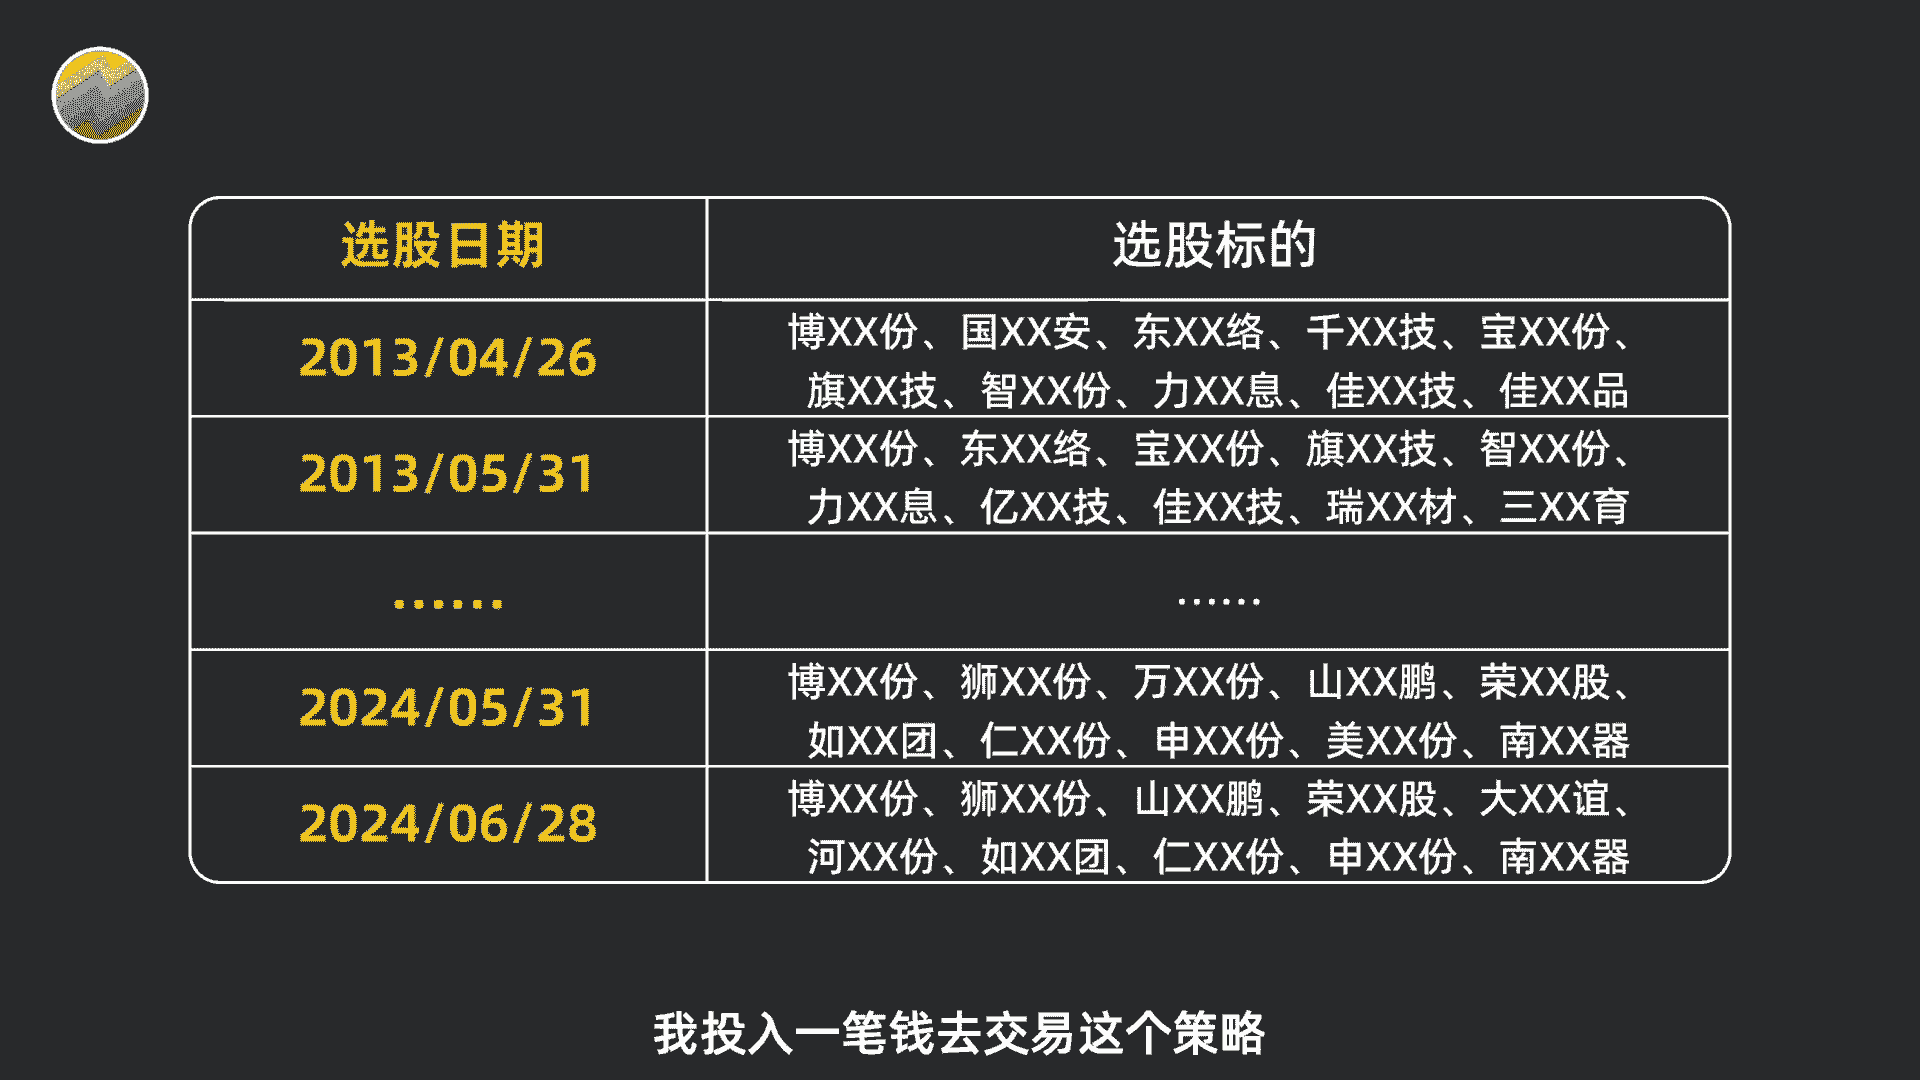 选股日期
选股标的
2013/04/26
博XX份、国XX安、东XX络、千XX技、宝XX份、
旗XX技、智XX份、力XX息、佳XX技、佳XX品
2013/05/31
博XX份、东XX络、宝XX份、旗XX技、智XX份、
力XX息、亿XX技、佳XX技、瑞XX材、三XX育
……
……
2024/05/31
博XX份、狮XX份、万XX份、山XX鹏、荣XX股、
如XX团、仁XX份、申XX份、美XX份、南XX器
2024/06/28
博XX份、狮XX份、山XX鹏、荣XX股、大XX谊、
河XX份、如XX团、仁XX份、申XX份、南XX器
我投入一笔钱去交易这个策略